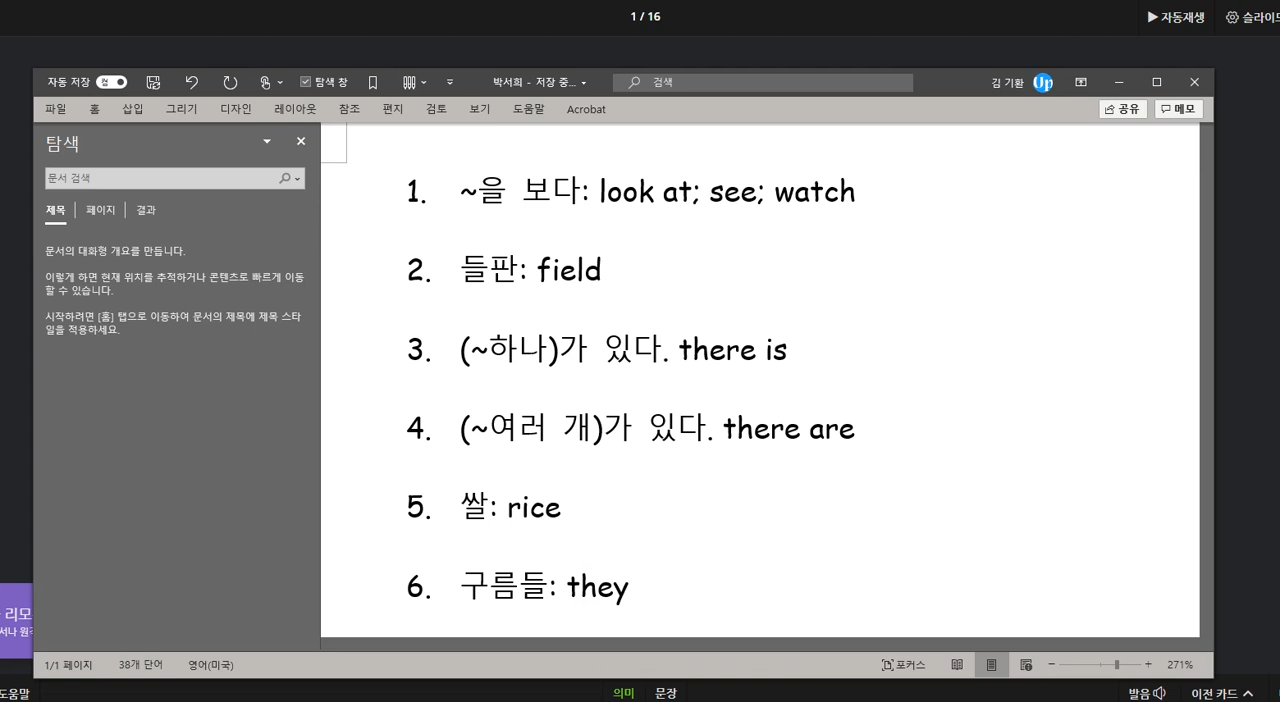 1 / 16
▶ 자동재생
자동 저장
탐색 창
박서희 - 저장 중...
검색
김 기환
Up
파일 홈 삽입 그리기 디자인 레이아웃 참조 편지 검토 보기 도움말 Acrobat
공유
메모
탐색
문서 검색
제목 페이지 결과
문서의 대화형 개요를 만듭니다.
이렇게 하면 현재 위치를 추적하거나 콘텐츠로 빠르게 이동
할 수 있습니다.
시작하려면 [홈] 탭으로 이동하여 문서의 제목에 제목 스타
일을 적용하세요.
1. ~을 보다: look at; see; watch
2. 들판: field
3. (~하나)가 있다. there is
4. (~여러 개)가 있다. there are
5. 쌀: rice
6. 구름들: they
1/1 페이지 38개 단어 영어(미국)
포커스
271%
도움말
의미 문장
발음
이전 카드